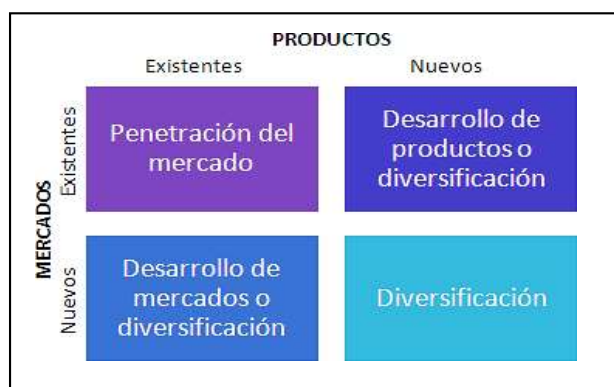 PRODUCTOS
Existentes
Nuevos
MERCADOS
Existentes
Penetración del
mercado
Desarrollo de
productos o
diversificación
Nuevos
Desarrollo de
mercados o
diversificación
Diversificación